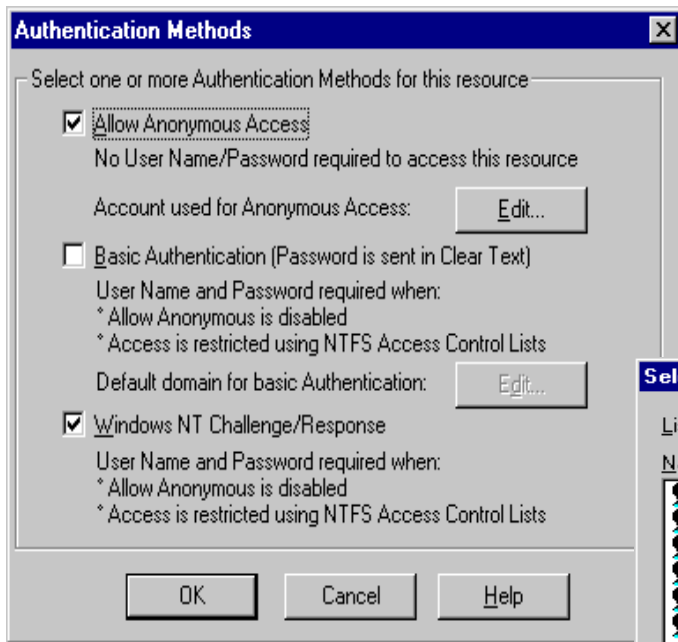 Authentication Methods
Select one or more Authentication Methods for this resource
Allow Anonymous Access
No User Name/Password required to access this resource
Account used for Anonymous Access: Edit...
Basic Authentication (Password is sent in Clear Text)
User Name and Password required when:
* Allow Anonymous is disabled
* Access is restricted using NTFS Access Control Lists
Default domain for basic Authentication: Edit...
Windows NT Challenge/Response
User Name and Password required when:
* Allow Anonymous is disabled
* Access is restricted using NTFS Access Control Lists
OK Cancel Help
Sel
Li
N